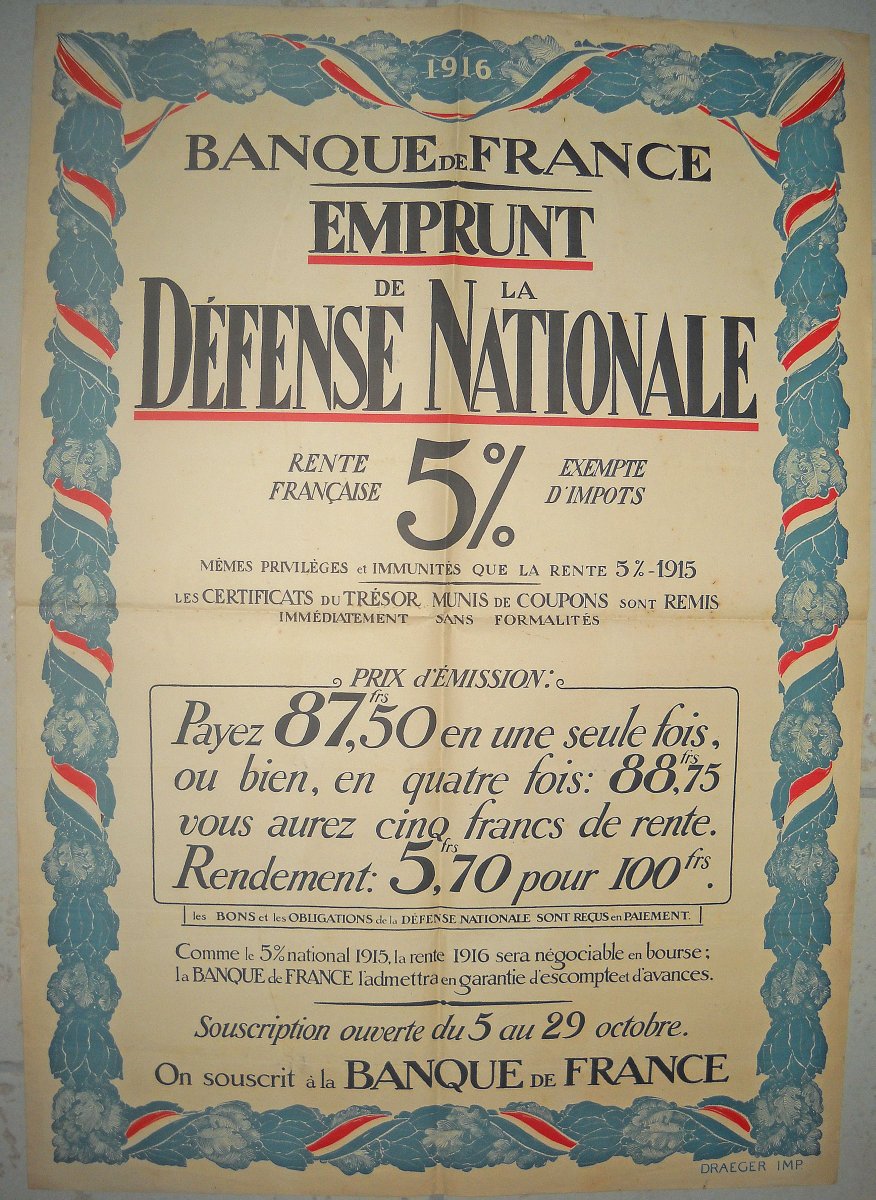 1916
BANQUE DE FRANCE
EMPRUNT
DE LA
DÉFENSE NATIONALE
RENTE FRANÇAISE 5% EXEMPTE D'IMPOTS
MÊMES PRIVILÈGES et IMMUNITÉS QUE LA RENTE 5%-1915
LES CERTIFICATS DU TRÉSOR MUNIS DE COUPONS SONT REMIS
IMMÉDIATEMENT SANS FORMALITÉS
PRIX d'ÉMISSION:
Payez 87frs,50 en une seule fois,
ou bien, en quatre fois: 88frs,75
vous aurez cinq francs de rente.
Rendement: 5frs,70 pour 100frs.
les BONS et les OBLIGATIONS de la DÉFENSE NATIONALE SONT REÇUS en PAIEMENT.
Comme le 5% national 1915, la rente 1916 sera négociable en bourse;
la BANQUE de FRANCE l'admettra en garantie d'escompte et d'avances.
Souscription ouverte du 5 au 29 octobre.
On souscrit à la BANQUE DE FRANCE
DRAEGER IMP.